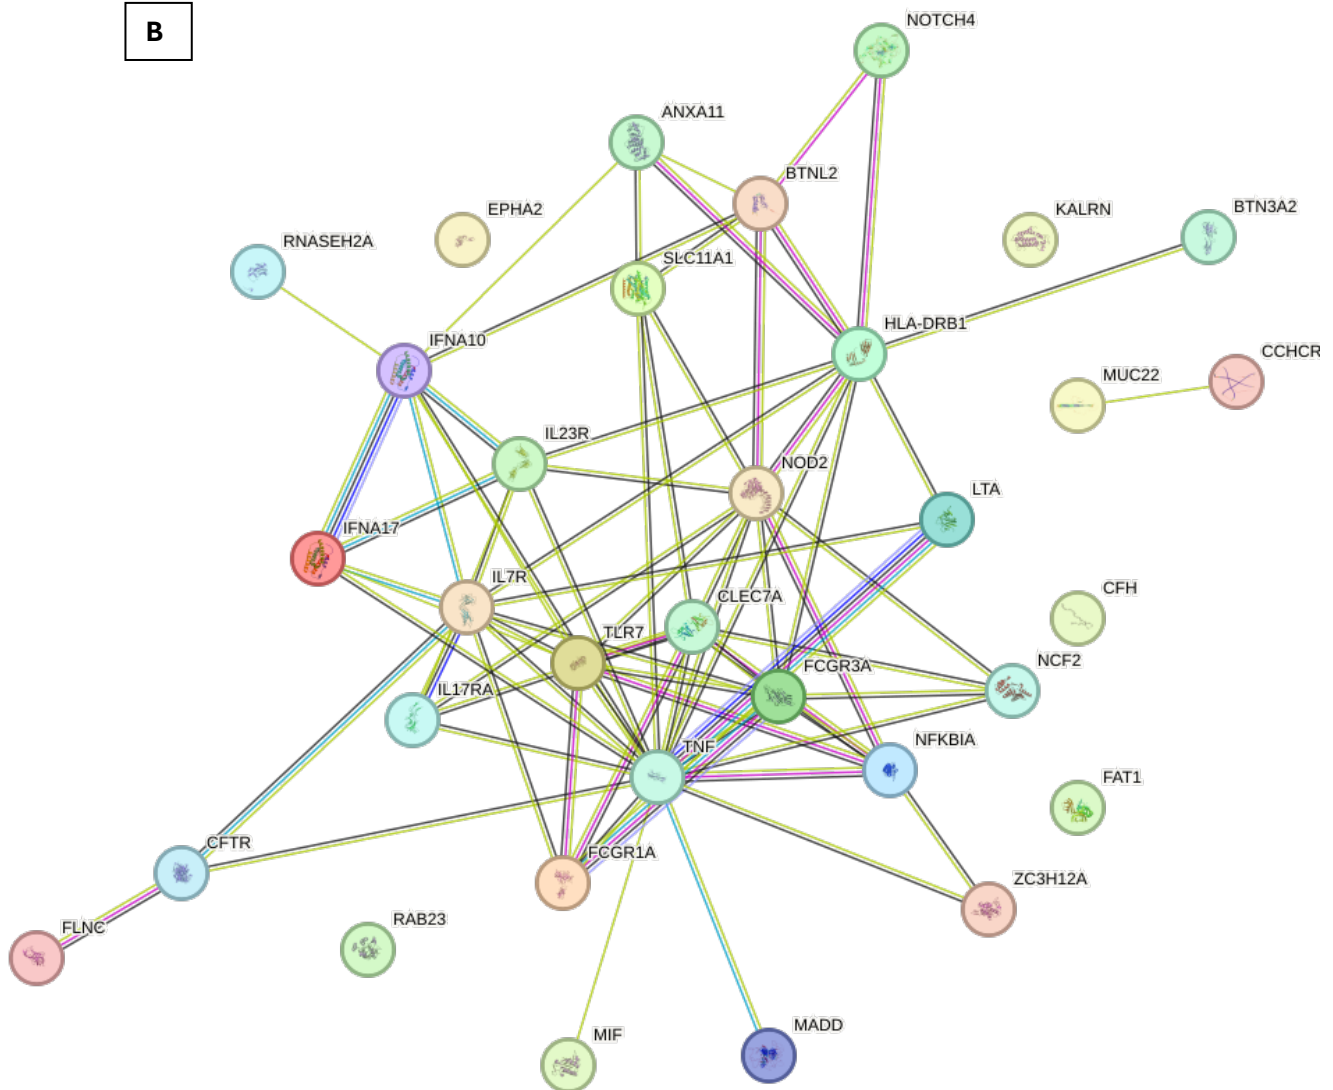 B
NOTCH4
ANXA11
BTNL2
EPHA2
KALRN
BTN3A2
RNASEH2A
SLC11A1
HLA-DRB1
IFNA10
CCHCR
MUC22
IL23R
NOD2
LTA
IFNA17
IL7R
CLEC7A
CFH
TLR7
FCGR3A
NCF2
IL17RA
TNF
NFKBIA
FAT1
CFTR
FCGR1A
ZC3H12A
RAB23
FLNC
MIF
MADD